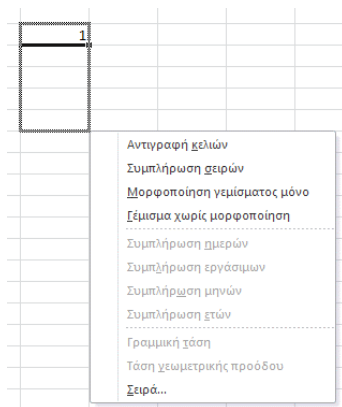 1
Αντιγραφή κελιών
Συμπλήρωση σειρών
Μορφοποίηση γεμίσματος μόνο
Γέμισμα χωρίς μορφοποίηση
Συμπλήρωση ημερών
Συμπλήρωση εργάσιμων
Συμπλήρωση μηνών
Συμπλήρωση ετών
Γραμμική τάση
Τάση γεωμετρικής προόδου
Σειρά...